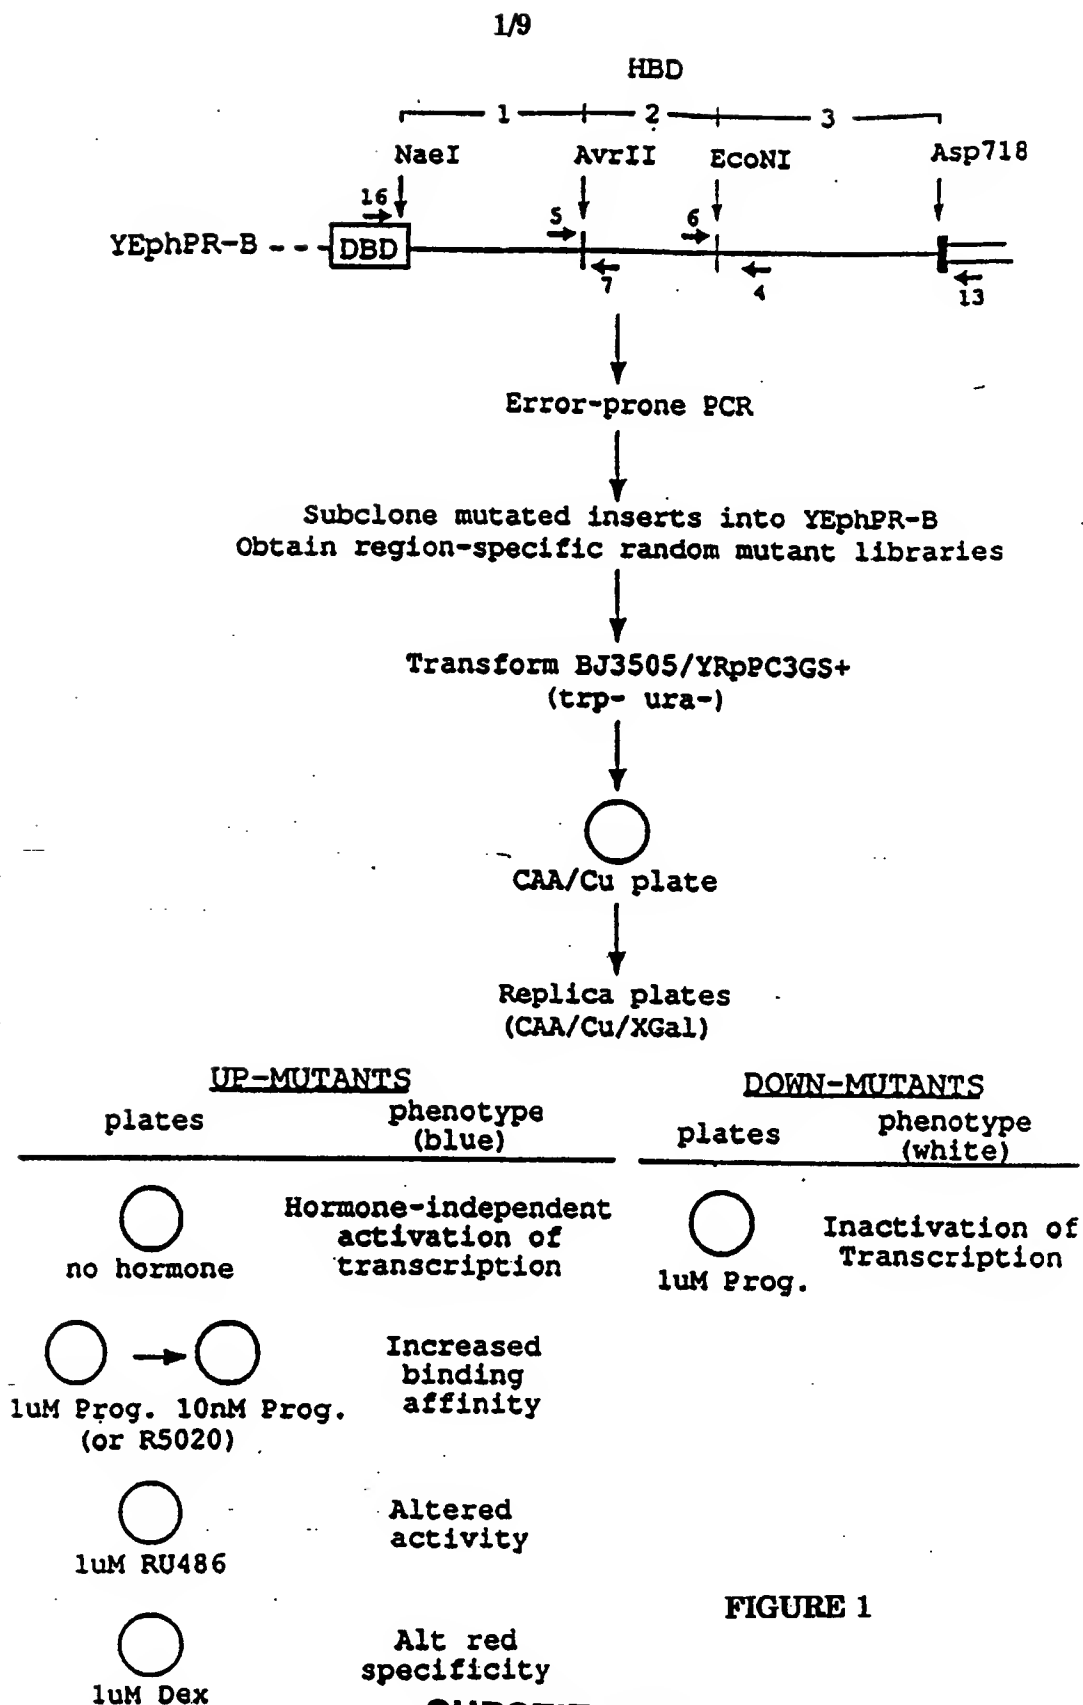 1/9
HBD
1 2 3
NaeI AvrII EcoNI Asp718
16 5 6
YEphPR-B DBD
7 4 13
Error-prone PCR
Subclone mutated inserts into YEphPR-B
Obtain region-specific random mutant libraries
Transform BJ3505/YRpPC3GS+
(trp- ura-)
CAA/Cu plate
Replica plates
(CAA/Cu/XGal)
UP-MUTANTS
plates phenotype
(blue)
no hormone
Hormone-independent
activation of
transcription
1uM Prog. 10nM Prog.
(or R5020)
Increased
binding
affinity
1uM RU486
Altered
activity
1uM Dex
Alt red
specificity
DOWN-MUTANTS
plates phenotype
(white)
1uM Prog.
Inactivation of
Transcription
FIGURE 1